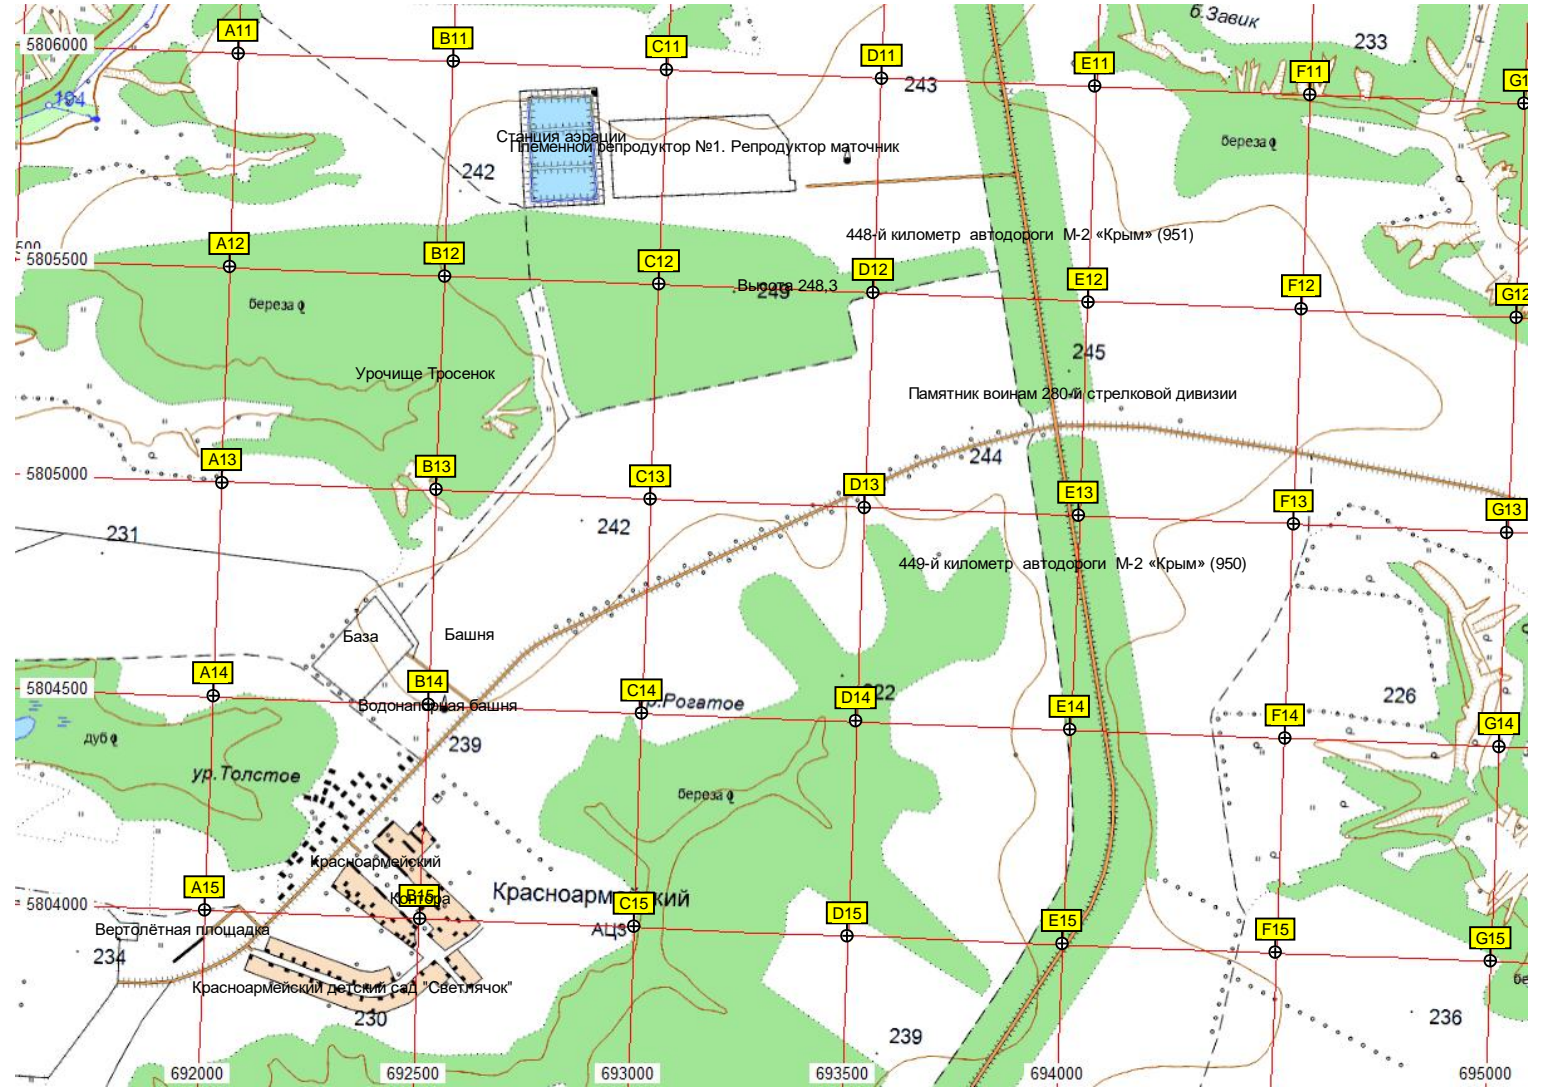 б.Завик
A11
B11
C11
D11
E11
F11
G1
5806000
233
243
194
Станция аэрации
Племенной репродуктор №1. Репродуктор маточник
береза
242
448-й километр автодороги М-2 «Крым» (951)
500
A12
B12
C12
D12
E12
F12
G12
5805500
Высота 248,3
249
береза
245
Урочище Тросенок
Памятник воинам 280-й стрелковой дивизии
244
A13
B13
C13
D13
E13
F13
G13
5805000
231
242
449-й километр автодороги М-2 «Крым» (950)
База
Башня
A14
B14
C14
D14
E14
F14
G14
5804500
р.Рогатое
222
226
Водонапорная башня
дуб
239
ур.Толстое
береза
Красноармейский
A15
B15
C15
D15
E15
F15
G15
5804000
Контора
Красноармейский
АЦЗ
Вертолётная площадка
234
бе
Красноармейский детский сад "Светлячок"
230
239
236
692000
692500
693000
693500
694000
695000